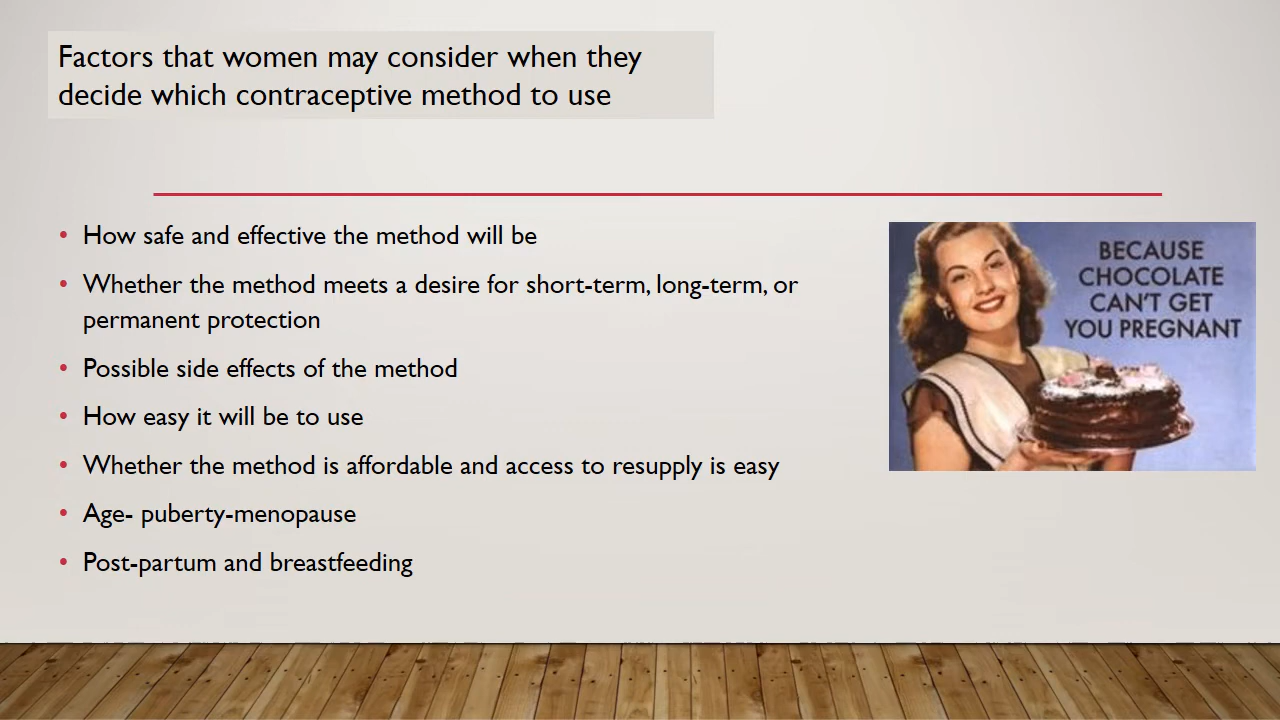 Factors that women may consider when they
decide which contraceptive method to use
• How safe and effective the method will be
• Whether the method meets a desire for short-term, long-term, or
permanent protection
• Possible side effects of the method
• How easy it will be to use
• Whether the method is affordable and access to resupply is easy
• Age- puberty-menopause
• Post-partum and breastfeeding
BECAUSE
CHOCOLATE
CAN'T GET
YOU PREGNANT